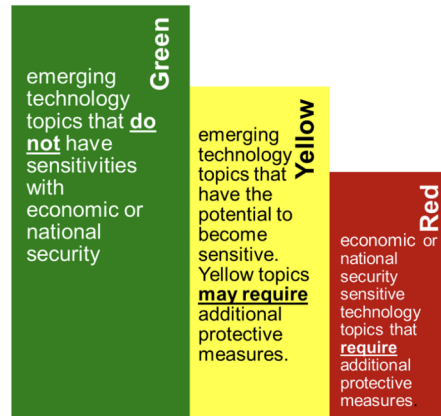 Green
emerging
technology
topics that do
not have
sensitivities
with
economic or
national
security
Yellow
emerging
technology
topics that
have the
potential to
become
sensitive.
Yellow topics
may require
additional
protective
measures.
Red
economic or
national
security
sensitive
technology
topics that
require
additional
protective
measures.